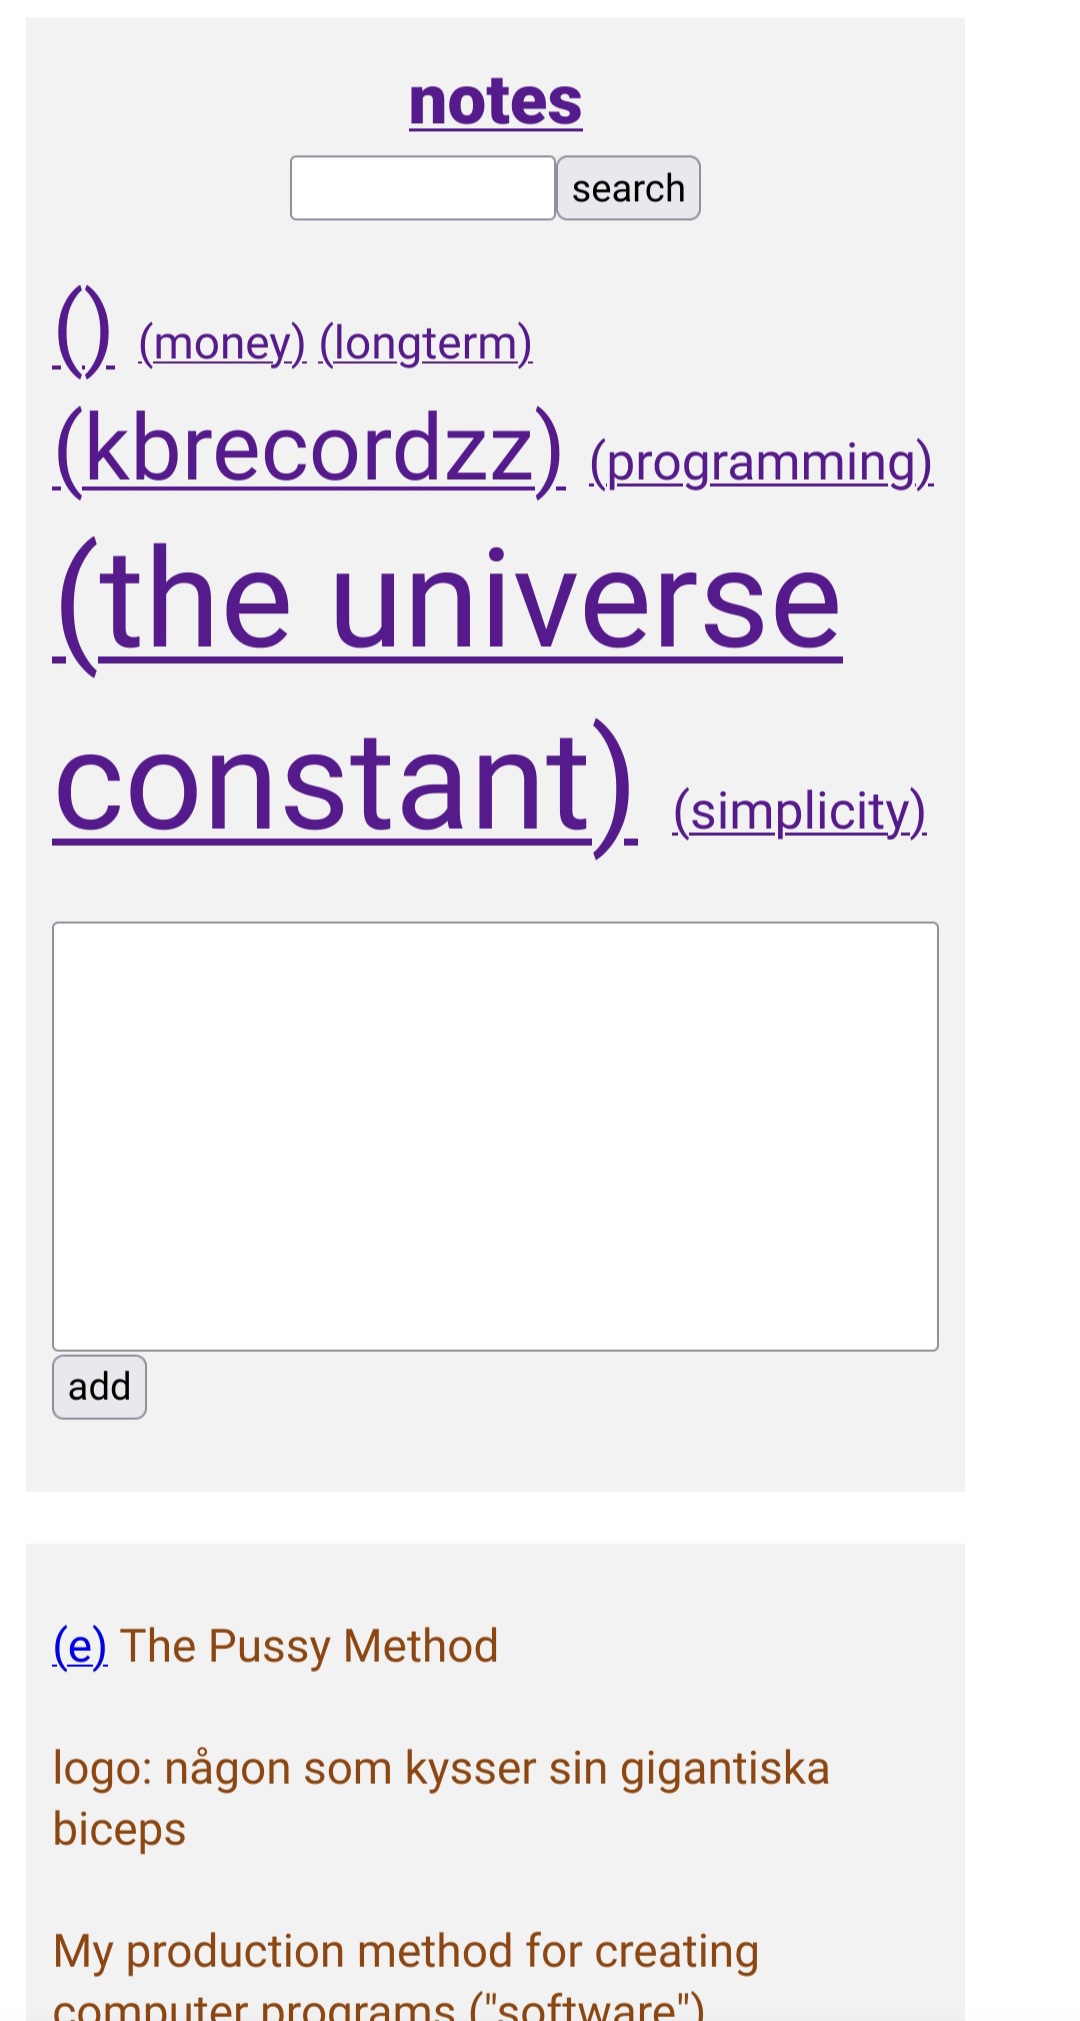 notes
search
() (money) (longterm)
(kbrecordzz) (programming)
(the universe
constant) (simplicity)
add
(e) The Pussy Method
logo: någon som kysser sin gigantiska
biceps
My production method for creating
computer programs ("software")